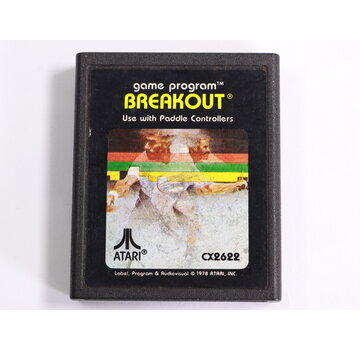 game program™
BREAKOUT®
Use with Paddle Controllers
ATARI®
CX2622
Label, Program & Audiovisual © 1978 ATARI, INC.